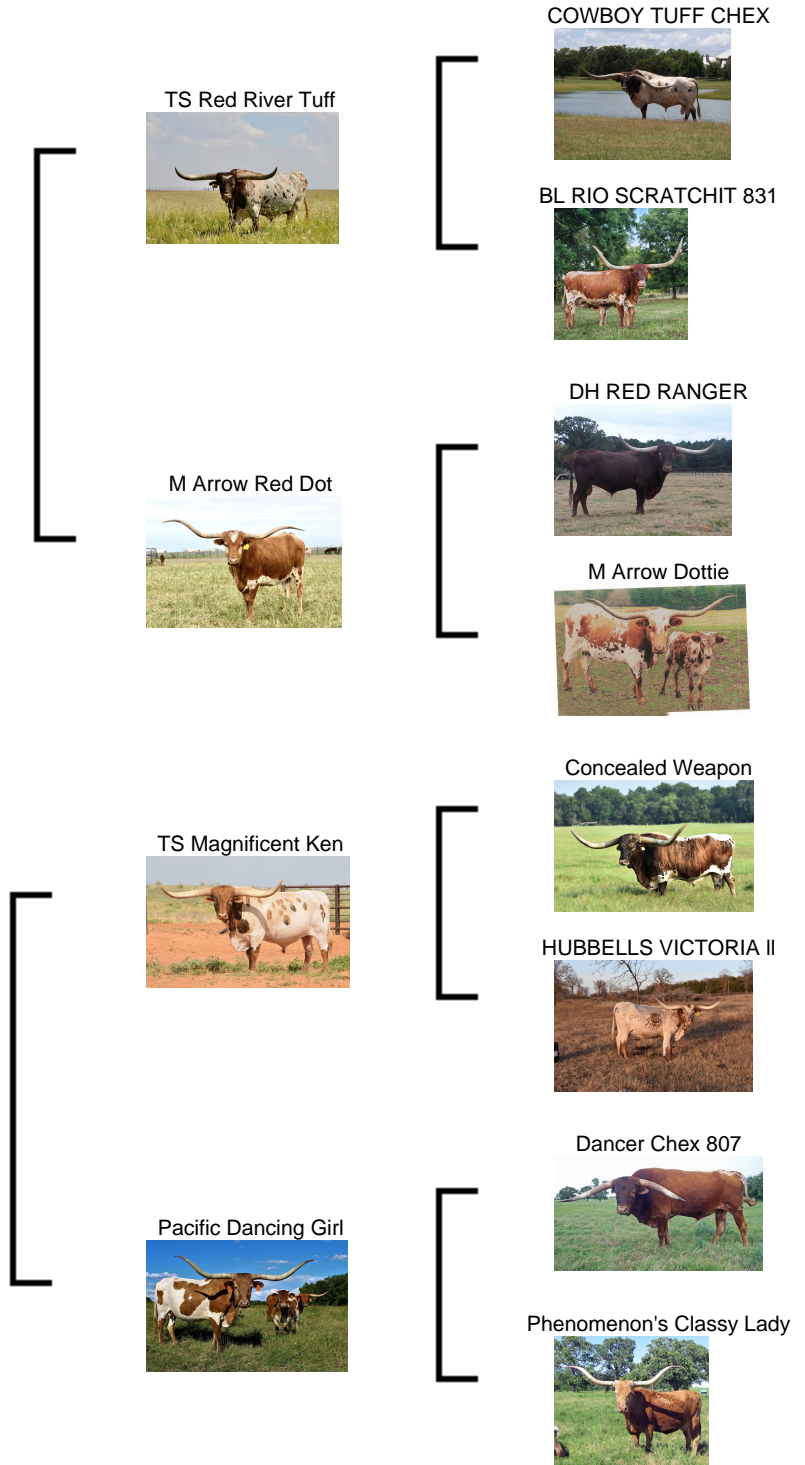 COWBOY TUFF CHEX
TS Red River Tuff
BL RIO SCRATCHIT 831
DH RED RANGER
M Arrow Red Dot
M Arrow Dottie
Concealed Weapon
TS Magnificent Ken
HUBBELLS VICTORIA II
Dancer Chex 807
Pacific Dancing Girl
Phenomenon's Classy Lady